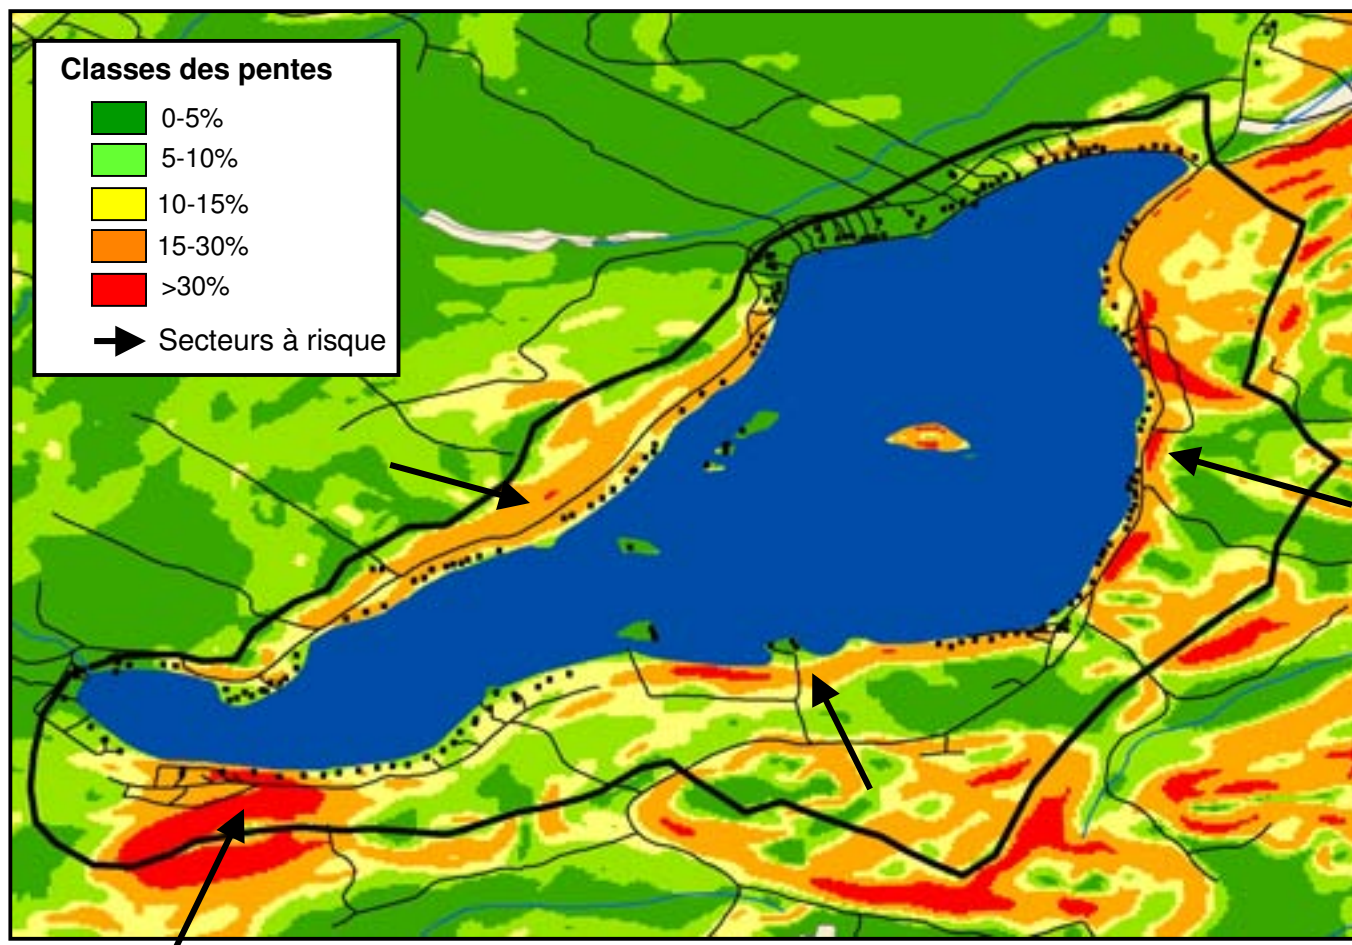 Classes des pentes
0-5%
5-10%
10-15%
15-30%
>30%
Secteurs à risque